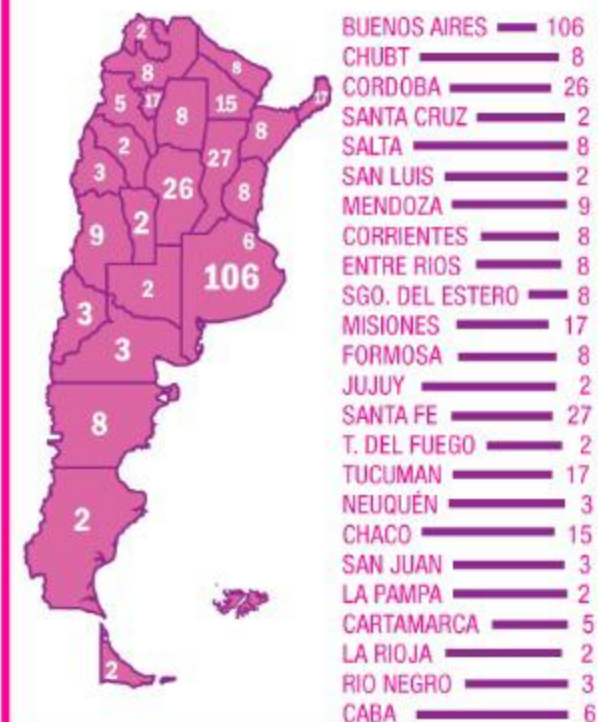 2
8
8
5
17
8
15
17
8
2
27
3
26
8
9
2
6
106
2
3
3
8
2
2
BUENOS AIRES 106
CHUBT 8
CORDOBA 26
SANTA CRUZ 2
SALTA 8
SAN LUIS 2
MENDOZA 9
CORRIENTES 8
ENTRE RIOS 8
SGO. DEL ESTERO 8
MISIONES 17
FORMOSA 8
JUJUY 2
SANTA FE 27
T. DEL FUEGO 2
TUCUMAN 17
NEUQUÉN 3
CHACO 15
SAN JUAN 3
LA PAMPA 2
CARTAMARCA 5
LA RIOJA 2
RIO NEGRO 3
CABA 6